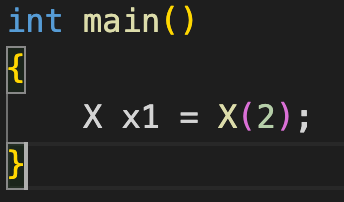 int main()
{
    X x1 = X(2);
}